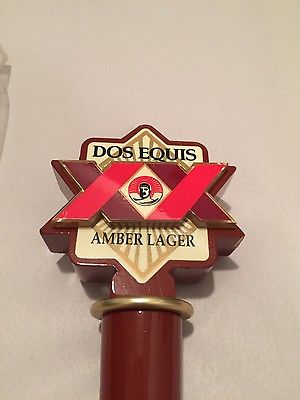 DOS EQUIS
XX
AMBER LAGER